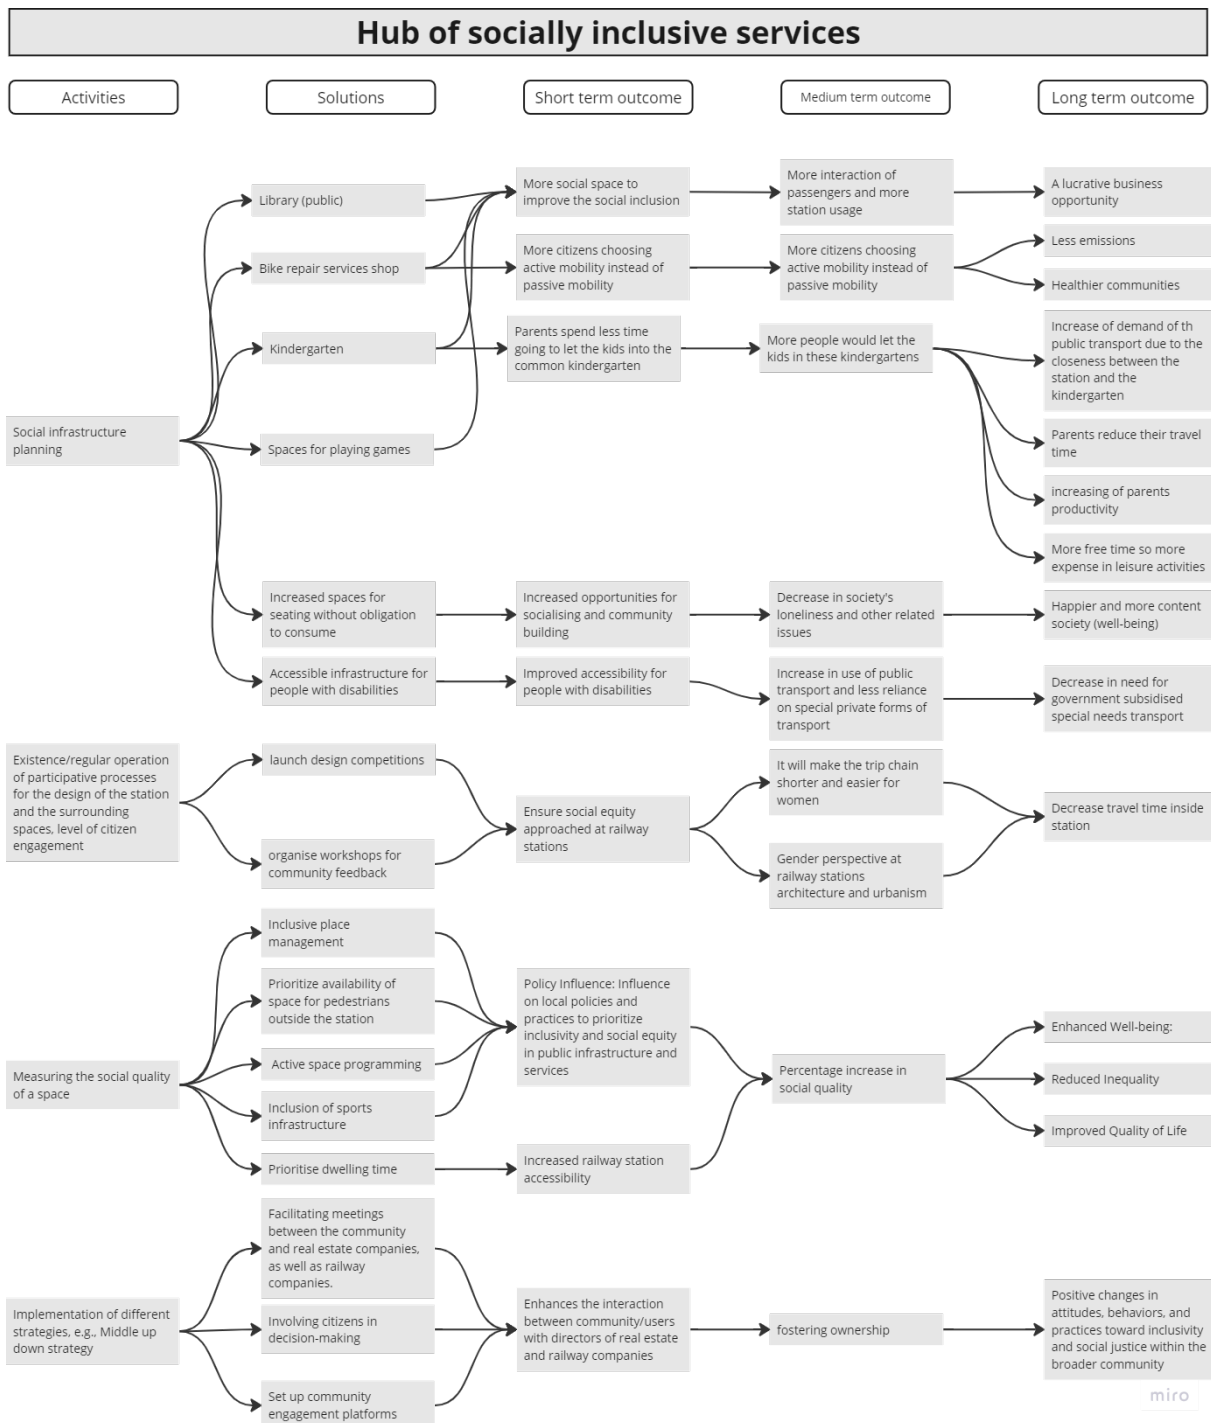 Hub of socially inclusive services
Activities
Solutions
Short term outcome
Medium term outcome
Long term outcome
Social infrastructure
planning
Library (public)
Bike repair services shop
Kindergarten
Spaces for playing games
Increased spaces for
seating without obligation
to consume
Accessible infrastructure for
people with disabilities
More social space to
improve the social inclusion
More citizens choosing
active mobility instead of
passive mobility
Parents spend less time
going to let the kids into the
common kindergarten
Increased opportunities for
socialising and community
building
Improved accessibility for
people with disabilities
More interaction of
passengers and more
station usage
More citizens choosing
active mobility instead of
passive mobility
More people would let the
kids in these kindergartens
Decrease in society's
loneliness and other related
issues
Increase in use of public
transport and less reliance
on special private forms of
transport
A lucrative business
opportunity
Less emissions
Healthier communities
Increase of demand of th
public transport due to the
closeness between the
station and the
kindergarten
Parents reduce their travel
time
increasing of parents
productivity
More free time so more
expense in leisure activities
Happier and more content
society (well-being)
Decrease in need for
government subsidised
special needs transport
Existence/regular operation
of participative processes
for the design of the station
and the surrounding
spaces, level of citizen
engagement
launch design competitions
organise workshops for
community feedback
Ensure social equity
approached at railway
stations
It will make the trip chain
shorter and easier for
women
Gender perspective at
railway stations
architecture and urbanism
Decrease travel time inside
station
Measuring the social quality
of a space
Inclusive place
management
Prioritize availability of
space for pedestrians
outside the station
Active space programming
Inclusion of sports
infrastructure
Prioritise dwelling time
Policy Influence: Influence
on local policies and
practices to prioritize
inclusivity and social equity
in public infrastructure and
services
Increased railway station
accessibility
Percentage increase in
social quality
Enhanced Well-being:
Reduced Inequality
Improved Quality of Life
Implementation of different
strategies, e.g., Middle up
down strategy
Facilitating meetings
between the community
and real estate companies,
as well as railway
companies.
Involving citizens in
decision-making
Set up community
engagement platforms
Enhances the interaction
between community/users
with directors of real estate
and railway companies
fostering ownership
Positive changes in
attitudes, behaviors, and
practices toward inclusivity
and social justice within the
broader community
miro